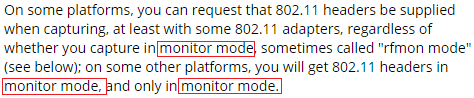 On some platforms, you can request that 802.11 headers be supplied
when capturing, at least with some 802.11 adapters, regardless of
whether you capture in monitor mode, sometimes called "rfmon mode"
(see below); on some other platforms, you will get 802.11 headers in
monitor mode, and only in monitor mode.